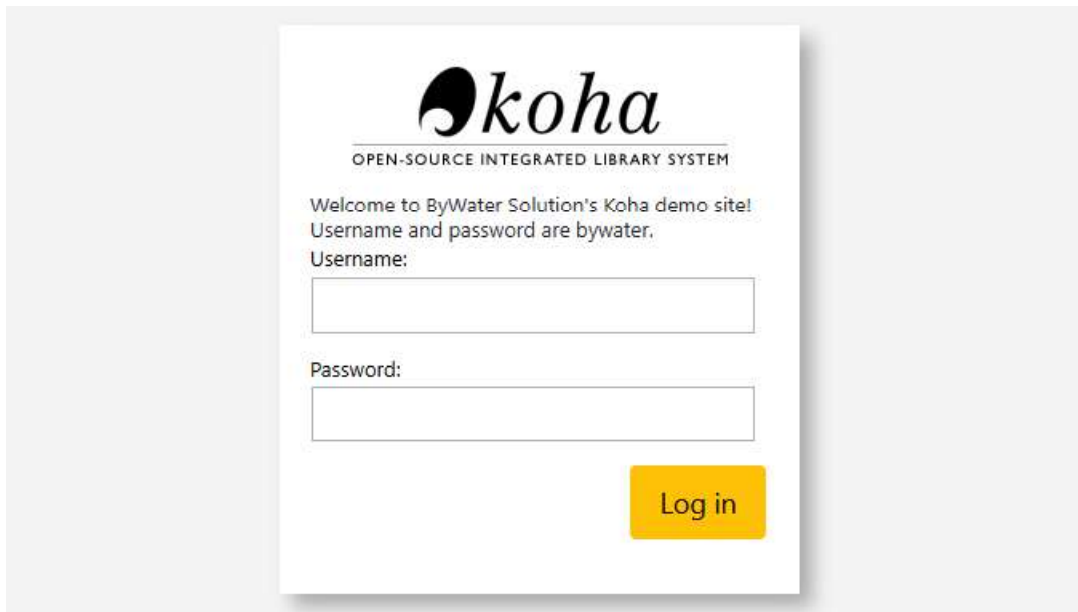 koha
OPEN-SOURCE INTEGRATED LIBRARY SYSTEM
Welcome to ByWater Solution's Koha demo site!
Username and password are bywater.
Username:
Password:
Log in